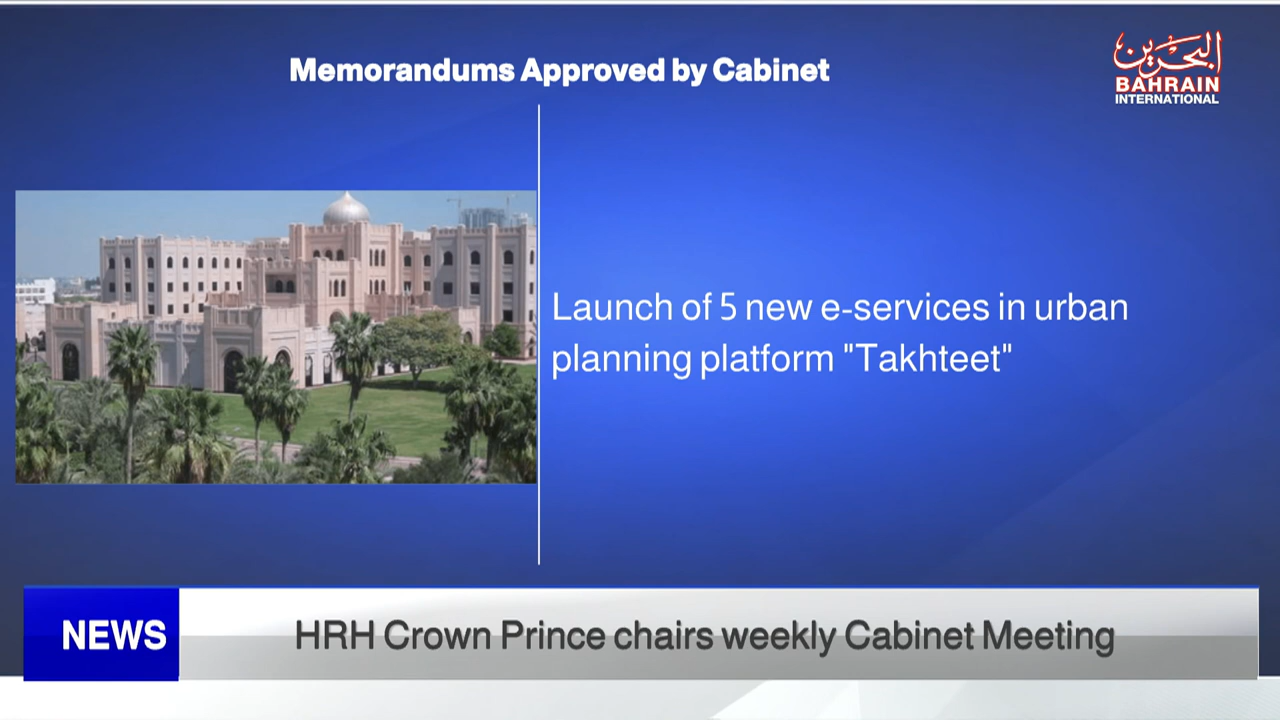 Memorandums Approved by Cabinet
البحرين
BAHRAIN
INTERNATIONAL
Launch of 5 new e-services in urban
planning platform "Takhteet"
NEWS
HRH Crown Prince chairs weekly Cabinet Meeting